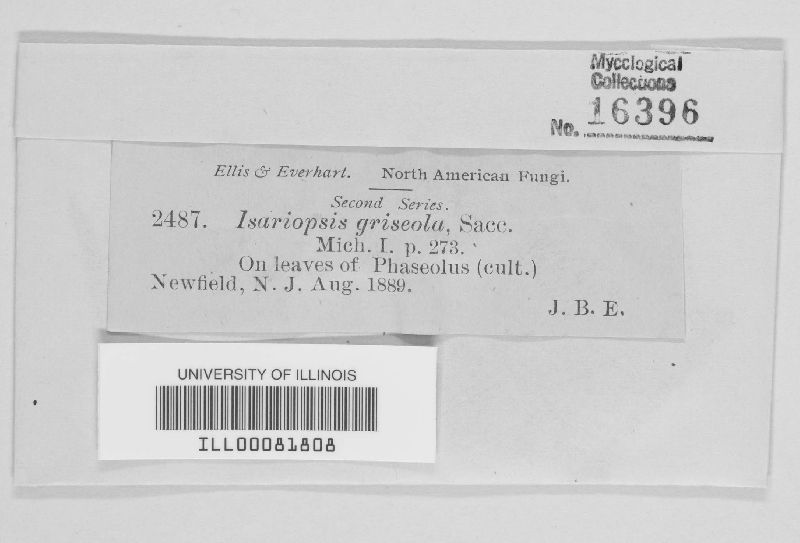 Mycological
Collections
No. 16396
Ellis & Everhart. North American Fungi.
Second Series.
2487. Isariopsis griseola, Sacc.
Mich. I. p. 273.
On leaves of Phaseolus (cult.)
Newfield, N. J. Aug. 1889.
J. B. E.
UNIVERSITY OF ILLINOIS
ILL00081808